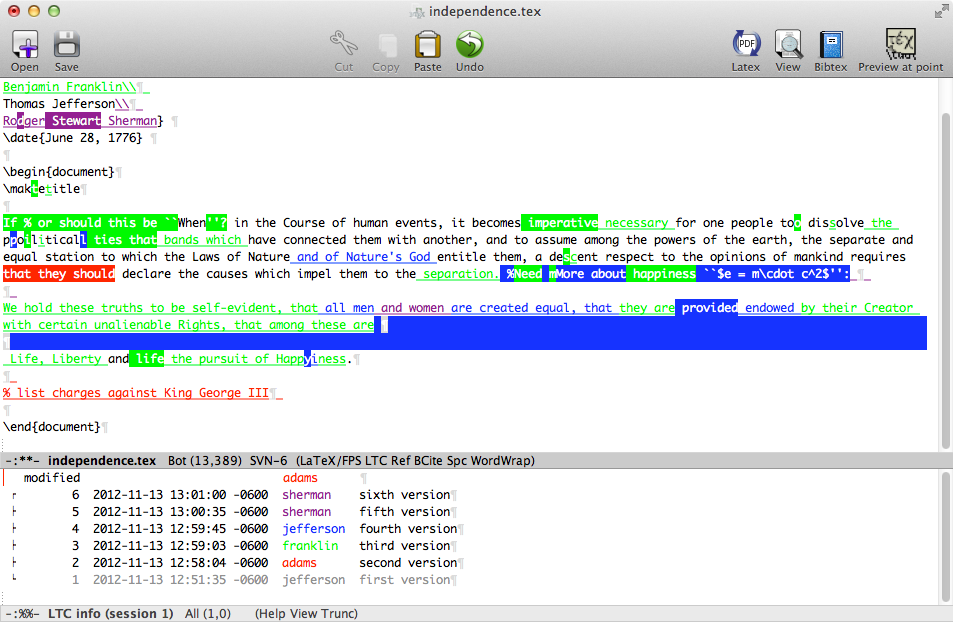 independence.tex
Open Save Cut Copy Paste Undo Latex View Bibtex Preview at point
PDF
Benjamin Franklin\\¶
Thomas Jefferson\\¶
Rodger Stewart Sherman} ¶
\date{June 28, 1776} ¶
¶
\begin{document}¶
\maktetitle¶
¶
If % or should this be ``When''? in the Course of human events, it becomes imperative necessary for one people too dissolve the
ppoiliticall ties that bands which have connected them with another, and to assume among the powers of the earth, the separate and
equal station to which the Laws of Nature and of Nature's God entitle them, a descent respect to the opinions of mankind requires
that they should declare the causes which impel them to the separation. %Need mMore about happiness ``$e = m\cdot c^2$'':¶
¶
We hold these truths to be self-evident, that all men and women are created equal, that they are provided endowed by their Creator
with certain unalienable Rights, that among these are ¶
¶
Life, Liberty and life the pursuit of Happyiness.¶
¶
% list charges against King George III¶
¶
\end{document}¶
-:**- independence.tex Bot (13,389) SVN-6 (LaTeX/FPS LTC Ref BCite Spc WordWrap)
modified adams ¶
6 2012-11-13 13:01:00 -0600 sherman sixth version¶
5 2012-11-13 13:00:35 -0600 sherman fifth version¶
4 2012-11-13 12:59:45 -0600 jefferson fourth version¶
3 2012-11-13 12:59:03 -0600 franklin third version¶
2 2012-11-13 12:58:04 -0600 adams second version¶
1 2012-11-13 12:51:35 -0600 jefferson first version¶
-:%%- LTC info (session 1) All (1,0) (Help View Trunc)